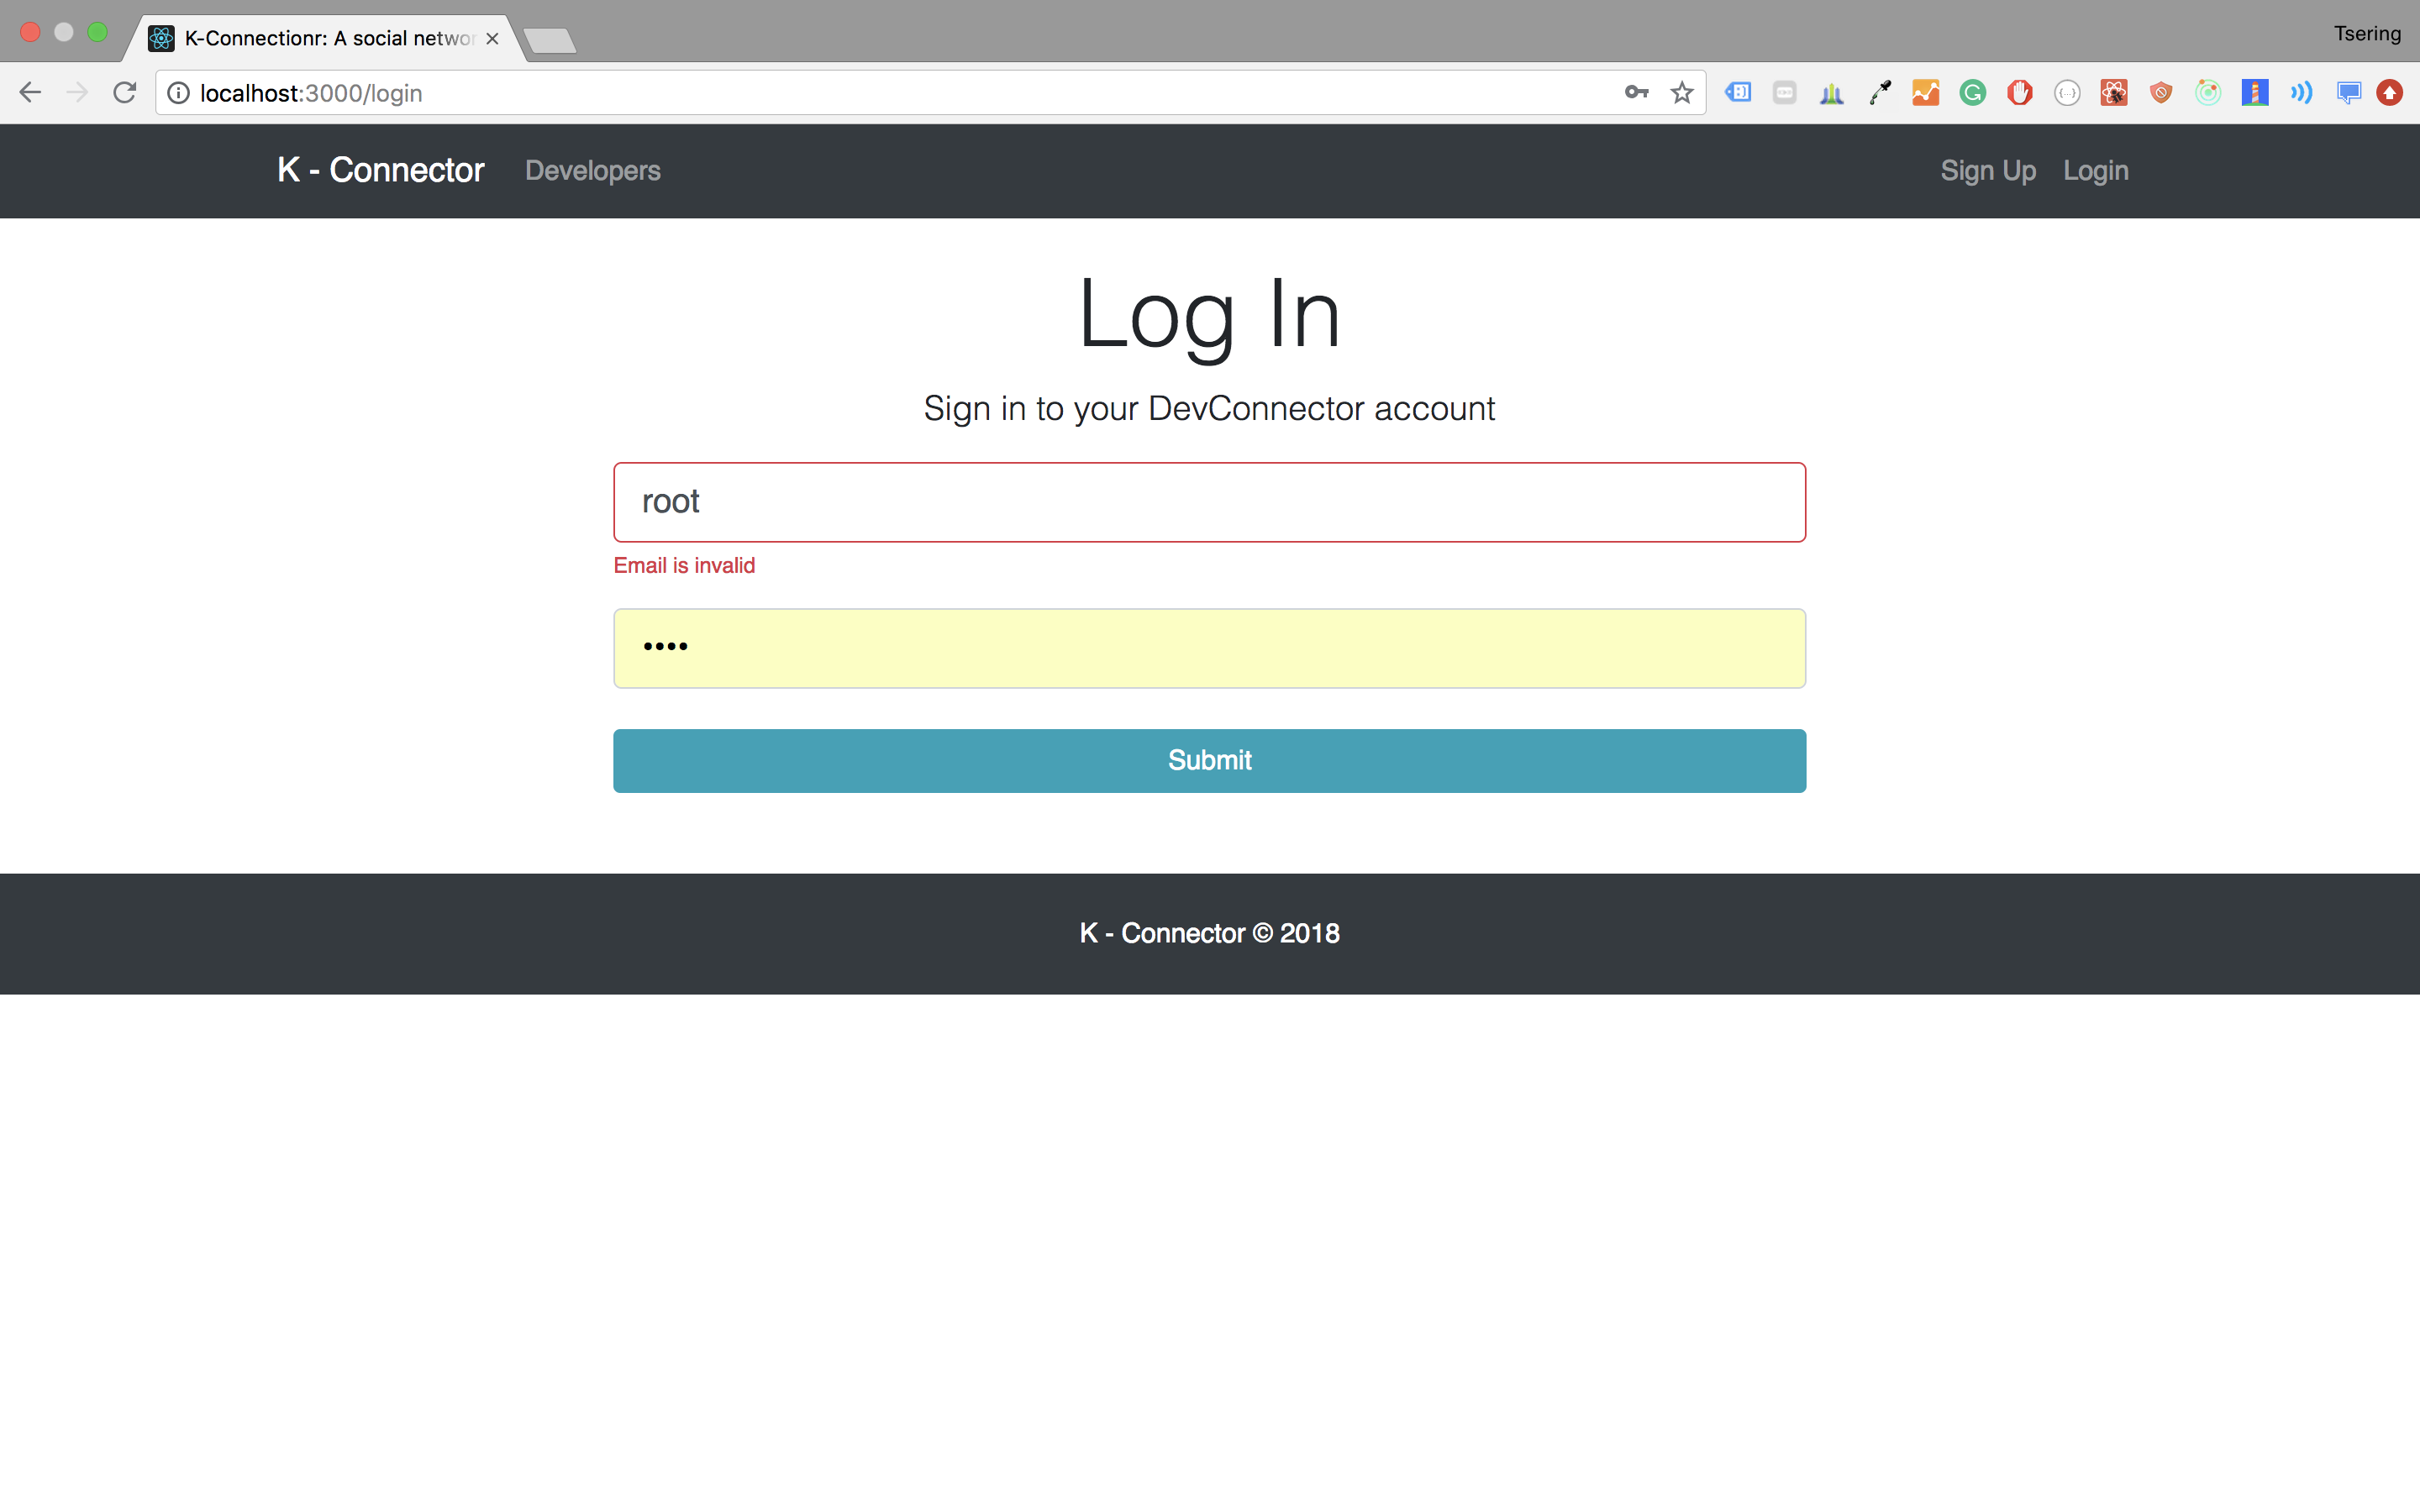 Tsering
K-Connectionr: A social networ
localhost:3000/login
K - Connector Developers Sign Up Login
Log In
Sign in to your DevConnector account
root
Email is invalid
••••
Submit
K - Connector © 2018